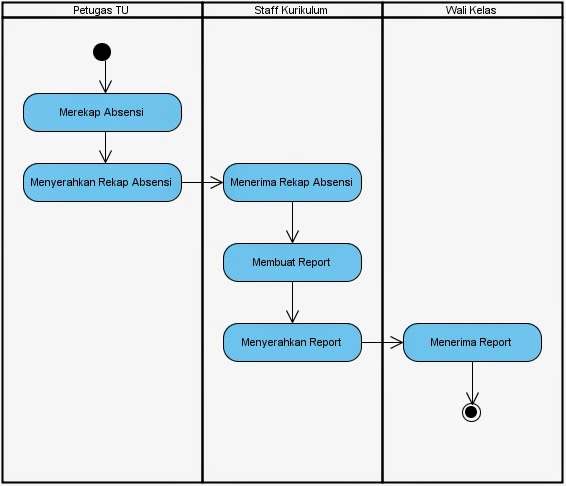 Petugas TU
Staff Kurikulum
Wali Kelas
Merekap Absensi
Menyerahkan Rekap Absensi
Menerima Rekap Absensi
Membuat Report
Menyerahkan Report
Menerima Report